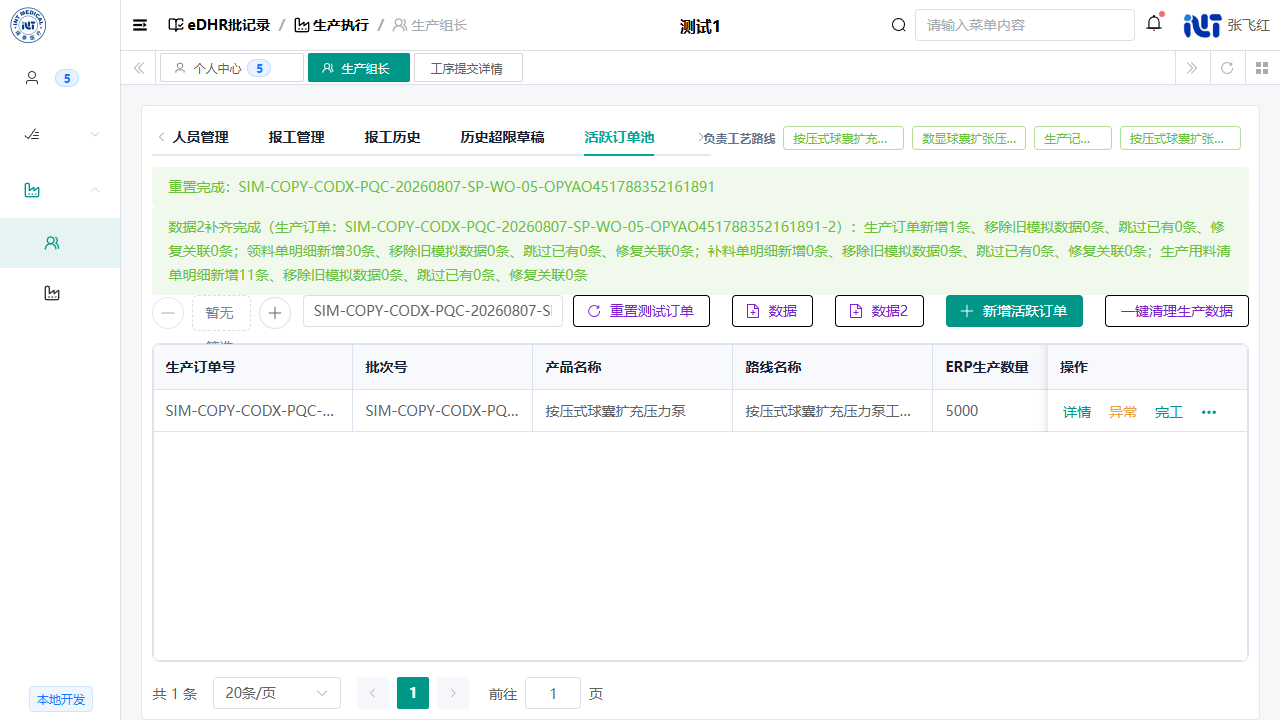 eDHR批记录 / 生产执行 / 生产组长
测试1
请输入菜单内容
张飞红
5
个人中心 5
生产组长
工序提交详情
人员管理 报工管理 报工历史 历史超限草稿 活跃订单池
负责工艺路线 按压式球囊扩充... 数显球囊扩张压... 生产记... 按压式球囊扩张...
重置完成：SIM-COPY-CODX-PQC-20260807-SP-WO-05-OPYAO451788352161891
数据2补齐完成（生产订单：SIM-COPY-CODX-PQC-20260807-SP-WO-05-OPYAO451788352161891-2）：生产订单新增1条、移除旧模拟数据0条、跳过已有0条、修
复关联0条；领料单明细新增30条、移除旧模拟数据0条、跳过已有0条、修复关联0条；补料单明细新增0条、移除旧模拟数据0条、跳过已有0条、修复关联0条；生产用料清
单明细新增11条、移除旧模拟数据0条、跳过已有0条、修复关联0条
暂无
SIM-COPY-CODX-PQC-20260807-S
重置测试订单
数据
数据2
新增活跃订单
一键清理生产数据
生产订单号 批次号 产品名称 路线名称 ERP生产数量 操作
SIM-COPY-CODX-PQC-... SIM-COPY-CODX-PQ... 按压式球囊扩充压力泵 按压式球囊扩充压力泵工... 5000 详情 异常 完工 •••
共 1 条 20条/页 1 前往 1 页
本地开发